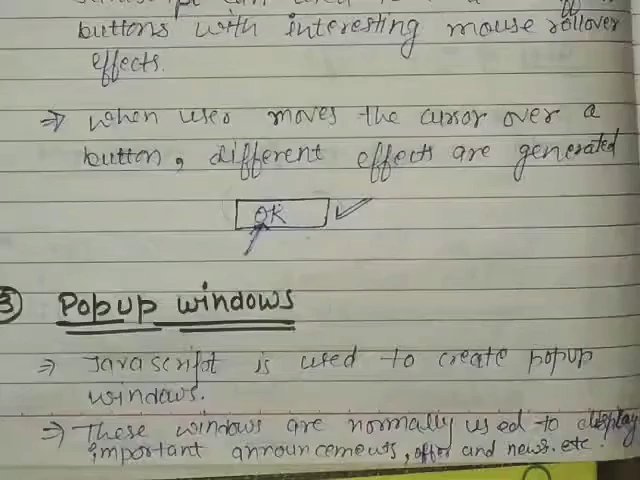 buttons with interesting mouse rollover
effects.
⇒ when user moves the cursor over a
button, different effects are generated
OK
3 Popup windows
⇒ Javascript is used to create popup
windows.
⇒ These windows are normally used to display
important announcements, offer and news. etc.